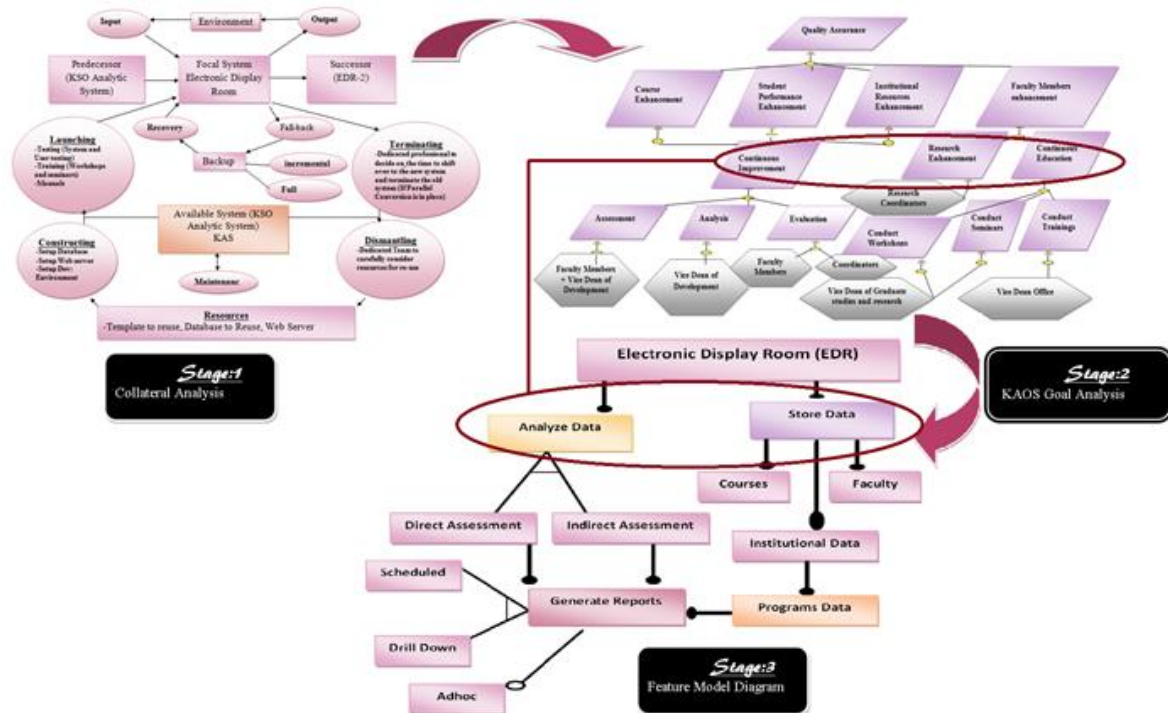 Input
Environment
Output
Predecessor
(KSO Analytic
System)
Focal System
Electronic Display
Room
Successor
(EDR-2)
Launching
-Testing (System and
User testing)
-Training (Workshops
and seminars)
-Manuals
Recovery
Fall-back
Backup
incremental
Full
Terminating
-Dedicated professional to
decide on, the time to shift
over to the new system and
terminate the old
system (If Parallel
Conversion is in place)
Available System (KSO
Analytic System)
KAS
Constructing
-Setup Database
-Setup Web server
-Setup Dev:
Environment
Maintenanc
Dismantling
-Dedicated Team to
carefully consider
resources for re-use
Resources
-Template to reuse, Database to Reuse, Web Server
Stage:1
Collateral Analysis
Quality Assurance
Course
Enhancement
Student
Performance
Enhancement
Institutional
Resources
Enhancement
Faculty Members
enhancement
Continuous
Improvement
Research
Enhancement
Continuous
Education
Research
Coordinators
Assessment
Analysis
Evaluation
Conduct
Workshops
Conduct
Seminars
Conduct
Trainings
Faculty Members
+ Vice Dean of
Development
Vice Dean of
Development
Faculty
Members
Coordinators
Vice Dean of Graduate
studies and research
Vice Dean Office
Stage:2
KAOS Goal Analysis
Electronic Display Room (EDR)
Analyze Data
Store Data
Courses
Faculty
Direct Assessment
Indirect Assessment
Institutional Data
Scheduled
Generate Reports
Programs Data
Drill Down
Adhoc
Stage:3
Feature Model Diagram